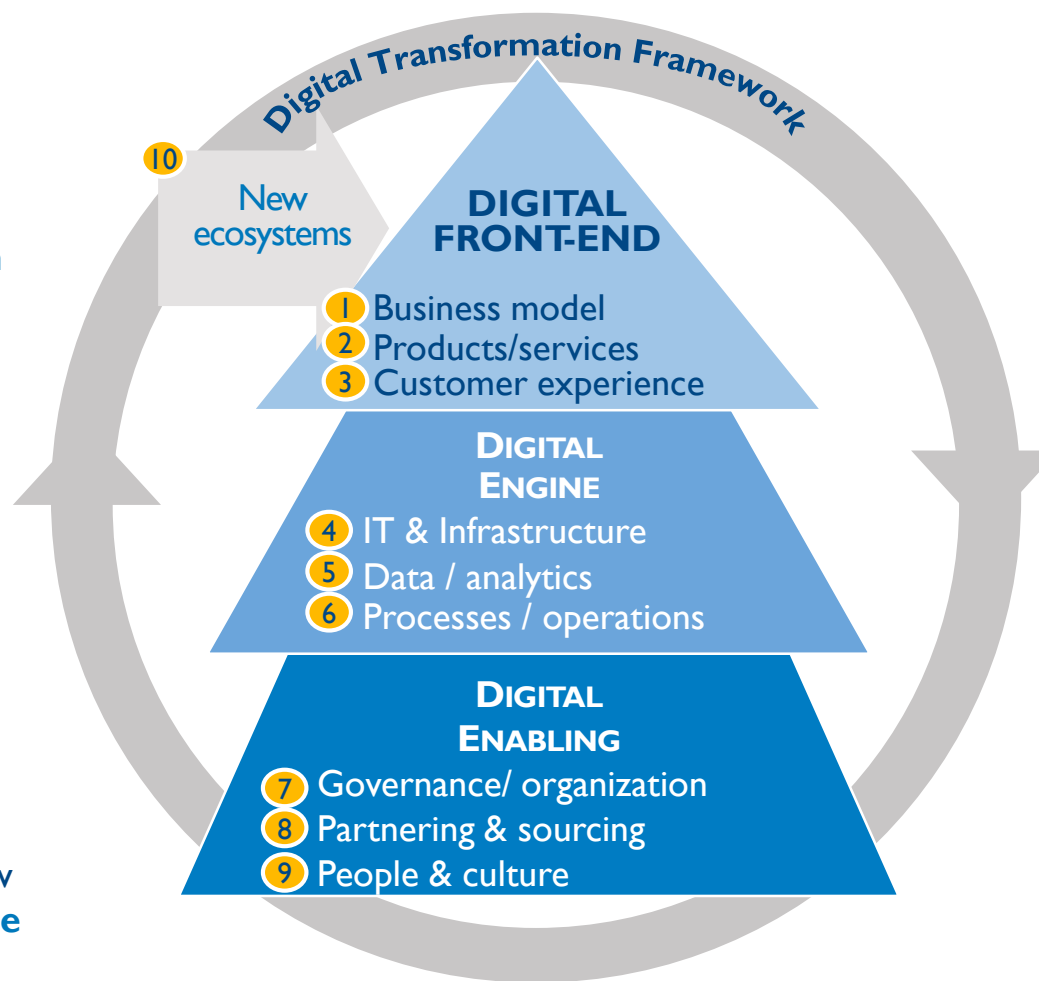 Digital Transformation Framework
10
New
ecosystems
DIGITAL
FRONT-END
1 Business model
2 Products/services
3 Customer experience
DIGITAL
ENGINE
4 IT & Infrastructure
5 Data / analytics
6 Processes / operations
DIGITAL
ENABLING
7 Governance/ organization
8 Partnering & sourcing
9 People & culture